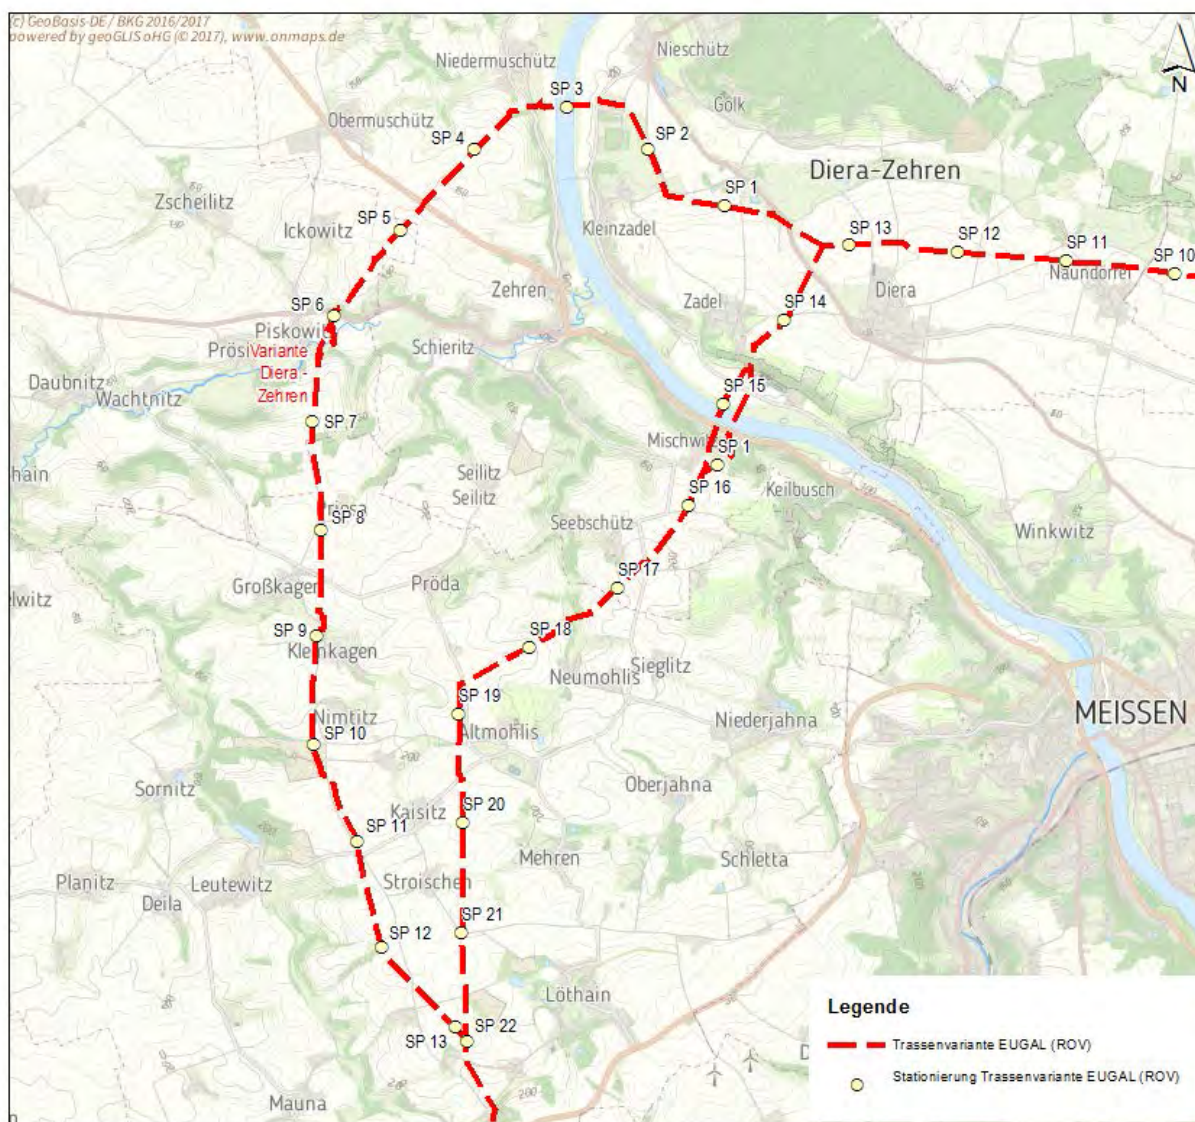 (c) GeoBasis-DE / BKG 2016/2017
powered by geoGLIS oHG (© 2017), www.onmaps.de
Niedermuschütz
Nieschütz
N
SP 3
Gölk
Obermuschütz
SP 4
SP 2
Diera-Zehren
Zscheilitz
SP 1
SP 5
Ickowitz
Kleinzadel
SP 13
SP 12
SP 11
SP 10
Naundörfel
Zehren
Diera
SP 6
Zadel
SP 14
Piskowitz
Schieritz
Variante
Diera -
Zehren
Daubnitz
Wachtnitz
SP 15
SP 7
Mischwitz
SP 1
Seilitz
Seilitz
Keilbusch
SP 16
Priesa
SP 8
Seebschütz
Winkwitz
Großkagen
Pröda
SP 17
SP 9
Kleinkagen
SP 18
Sieglitz
Neumohlis
SP 19
Nimtitz
Altmohlis
Niederjahna
MEISSEN
SP 10
Sornitz
Oberjahna
Kaisitz
SP 20
SP 11
Mehren
Schletta
Planitz
Leutewitz
Stroischen
Deila
SP 21
SP 12
Löthain
SP 22
SP 13
Mauna
Legende
Trassenvariante EUGAL (ROV)
Stationierung Trassenvariante EUGAL (ROV)